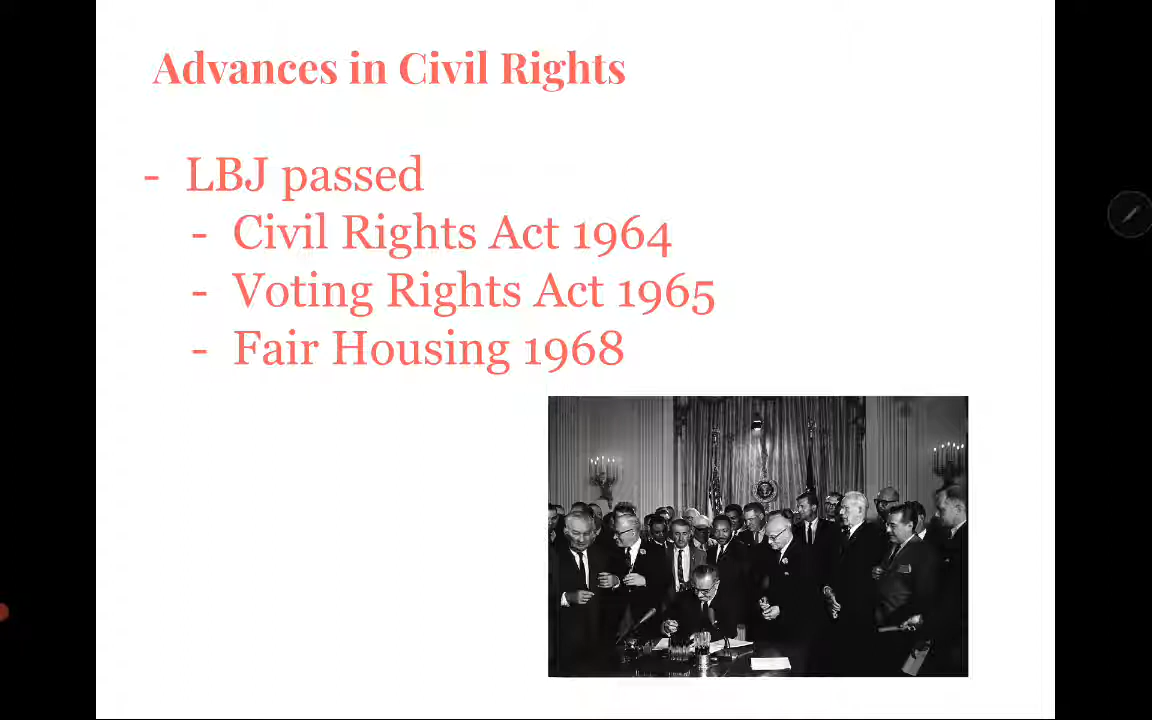 Advances in Civil Rights
- LBJ passed
- Civil Rights Act 1964
- Voting Rights Act 1965
- Fair Housing 1968